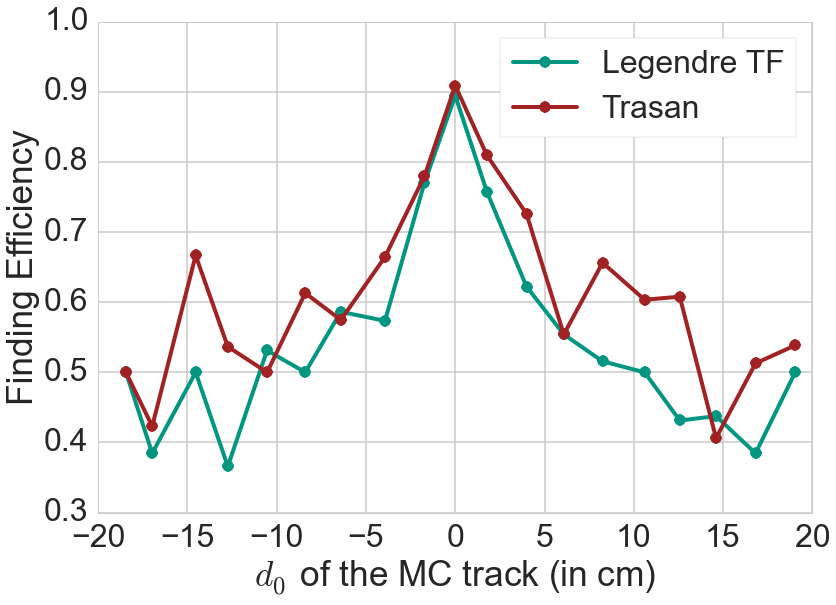 1.0
0.9
0.8
0.7
0.6
0.5
0.4
0.3
Finding Efficiency
Legendre TF
Trasan
−20 −15 −10 −5 0 5 10 15 20
d₀ of the MC track (in cm)